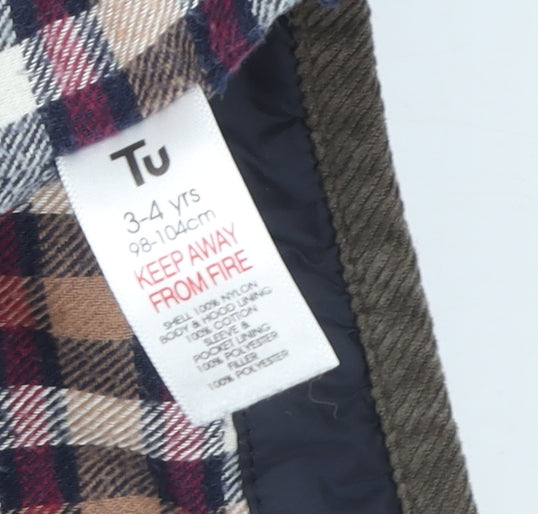 Tu
3-4 yrs
98-104cm
KEEP AWAY
FROM FIRE
SHELL 100% NYLON
BODY & HOOD LINING
100% COTTON
SLEEVE &
POCKET LINING
100% POLYESTER
FILLER
100% POLYESTER